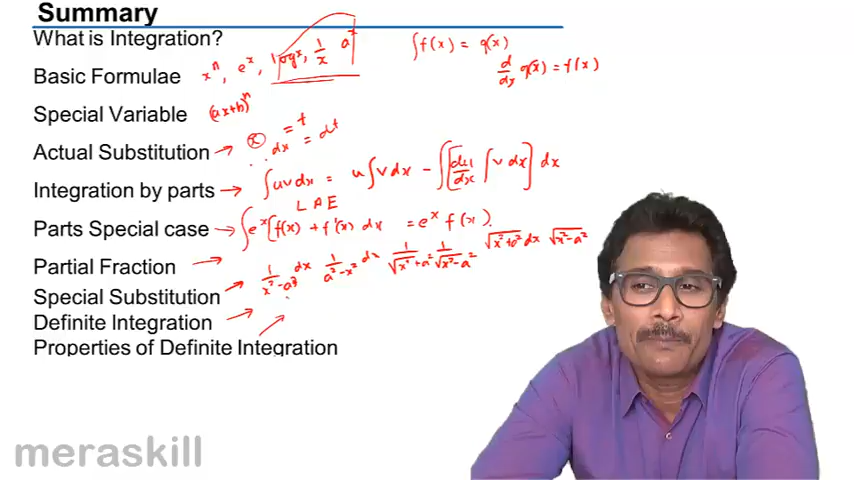 Summary
What is Integration? ∫f(x) = g(x)
d/dx g(x) = f(x)
Basic Formulae xⁿ, eˣ, log x, 1/x aˣ
Special Variable (ax+b)ⁿ
Actual Substitution → x = t
dx = dt
Integration by parts → ∫uv dx = u∫v dx − ∫[du/dx ∫v dx] dx
L A E
Parts Special case → ∫eˣ[f(x) + f'(x) dx = eˣ f(x).
Partial Fraction →
Special Substitution → 1/(x²−a²) dx 1/(a²−x²) dx 1/√(x²+a²) 1/√(x²−a²) √(x²+a²) dx √(x²−a²)
Definite Integration →
Properties of Definite Integration
meraskill